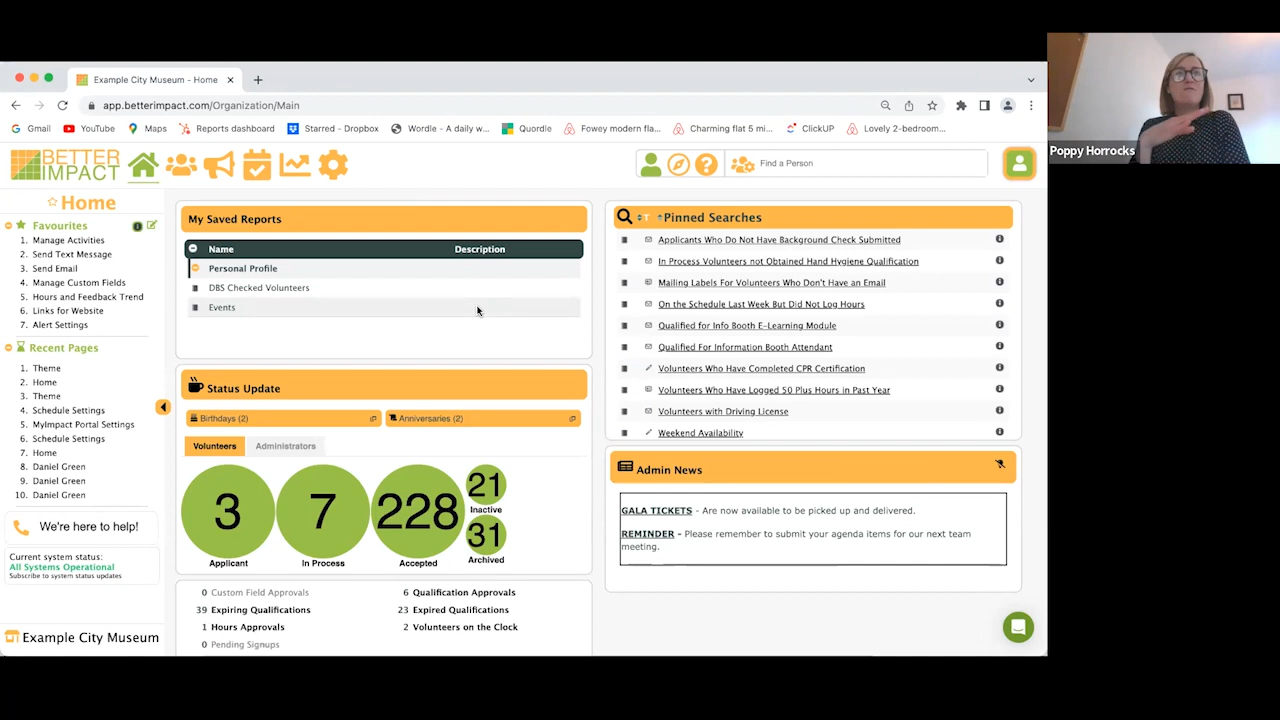 Example City Museum - Home
app.betterimpact.com/Organization/Main
Gmail YouTube Maps Reports dashboard Starred - Dropbox Wordle - A daily w... Quordle Fowey modern fla... Charming flat 5 mi... ClickUP Lovely 2-bedroom...
Poppy Horrocks
BETTER
IMPACT
Find a Person
Home
Favourites
1. Manage Activities
2. Send Text Message
3. Send Email
4. Manage Custom Fields
5. Hours and Feedback Trend
6. Links for Website
7. Alert Settings
Recent Pages
1. Theme
2. Home
3. Theme
4. Schedule Settings
5. MyImpact Portal Settings
6. Schedule Settings
7. Home
8. Daniel Green
9. Daniel Green
10. Daniel Green
We're here to help!
Current system status:
All Systems Operational
Subscribe to system status updates
Example City Museum
My Saved Reports
Name Description
Personal Profile
DBS Checked Volunteers
Events
Status Update
Birthdays (2) Anniversaries (2)
Volunteers Administrators
3
Applicant
7
In Process
228
Accepted
21
Inactive
31
Archived
0 Custom Field Approvals
6 Qualification Approvals
39 Expiring Qualifications
23 Expired Qualifications
1 Hours Approvals
2 Volunteers on the Clock
0 Pending Signups
Pinned Searches
Applicants Who Do Not Have Background Check Submitted
In Process Volunteers not Obtained Hand Hygiene Qualification
Mailing Labels For Volunteers Who Don't Have an Email
On the Schedule Last Week But Did Not Log Hours
Qualified for Info Booth E-Learning Module
Qualified For Information Booth Attendant
Volunteers Who Have Completed CPR Certification
Volunteers Who Have Logged 50 Plus Hours in Past Year
Volunteers with Driving License
Weekend Availability
Admin News
GALA TICKETS - Are now available to be picked up and delivered.
REMINDER - Please remember to submit your agenda items for our next team
meeting.